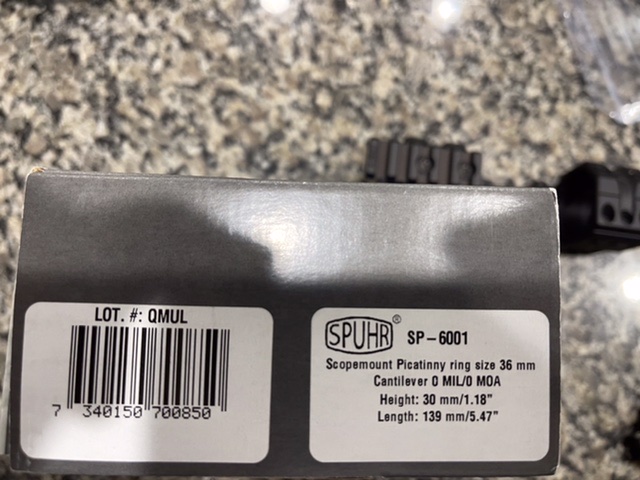 LOT. #: QMUL
7 340150 700850
SPUHR® SP-6001
Scopemount Picatinny ring size 36 mm
Cantilever 0 MIL/0 MOA
Height: 30 mm/1.18"
Length: 139 mm/5.47"